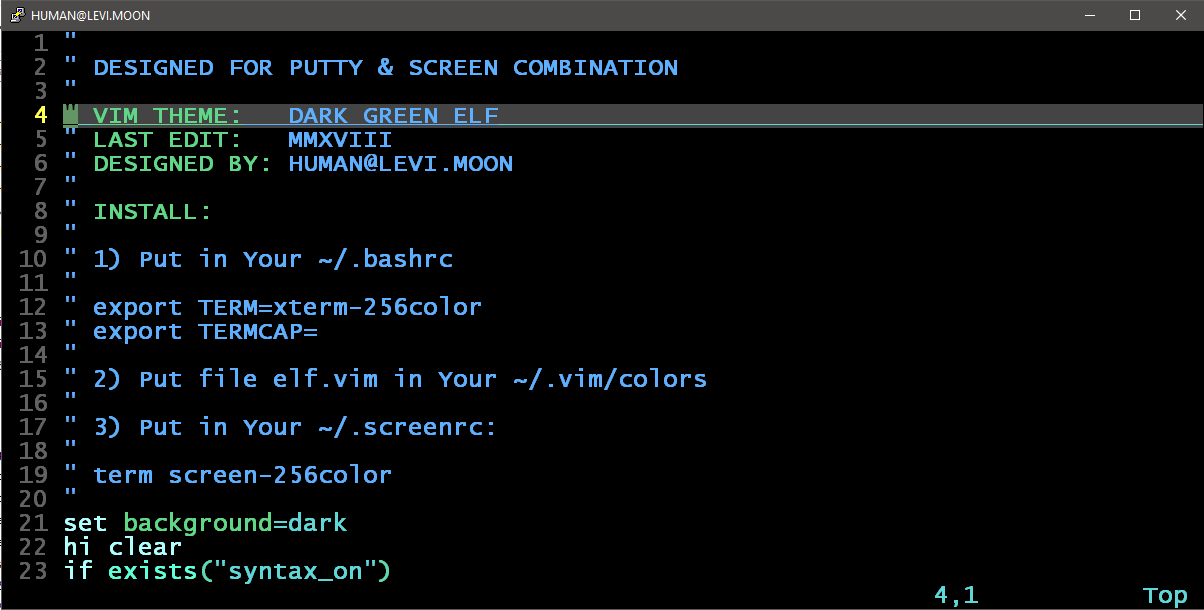 HUMAN@LEVI.MOON
1 "
2 " DESIGNED FOR PUTTY & SCREEN COMBINATION
3 "
4 " VIM THEME: DARK GREEN ELF
5 " LAST EDIT: MMXVIII
6 " DESIGNED BY: HUMAN@LEVI.MOON
7 "
8 " INSTALL:
9 "
10 " 1) Put in Your ~/.bashrc
11 "
12 " export TERM=xterm-256color
13 " export TERMCAP=
14 "
15 " 2) Put file elf.vim in Your ~/.vim/colors
16 "
17 " 3) Put in Your ~/.screenrc:
18 "
19 " term screen-256color
20 "
21 set background=dark
22 hi clear
23 if exists("syntax_on")
4,1 Top